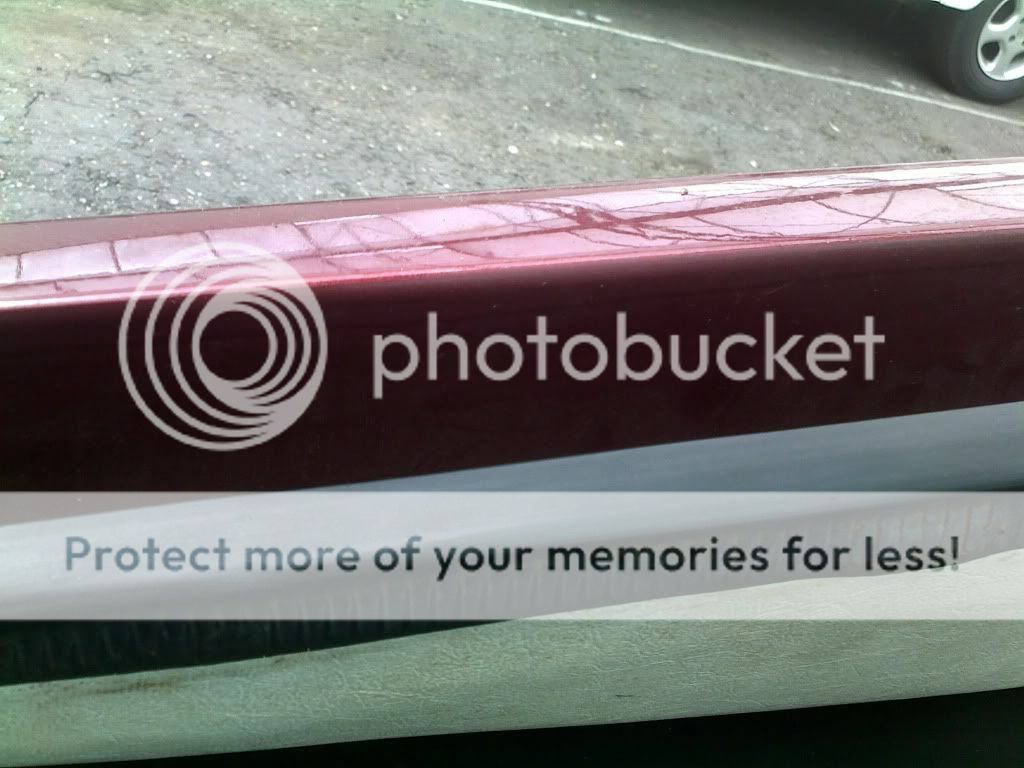 photobucket
Protect more of your memories for less!